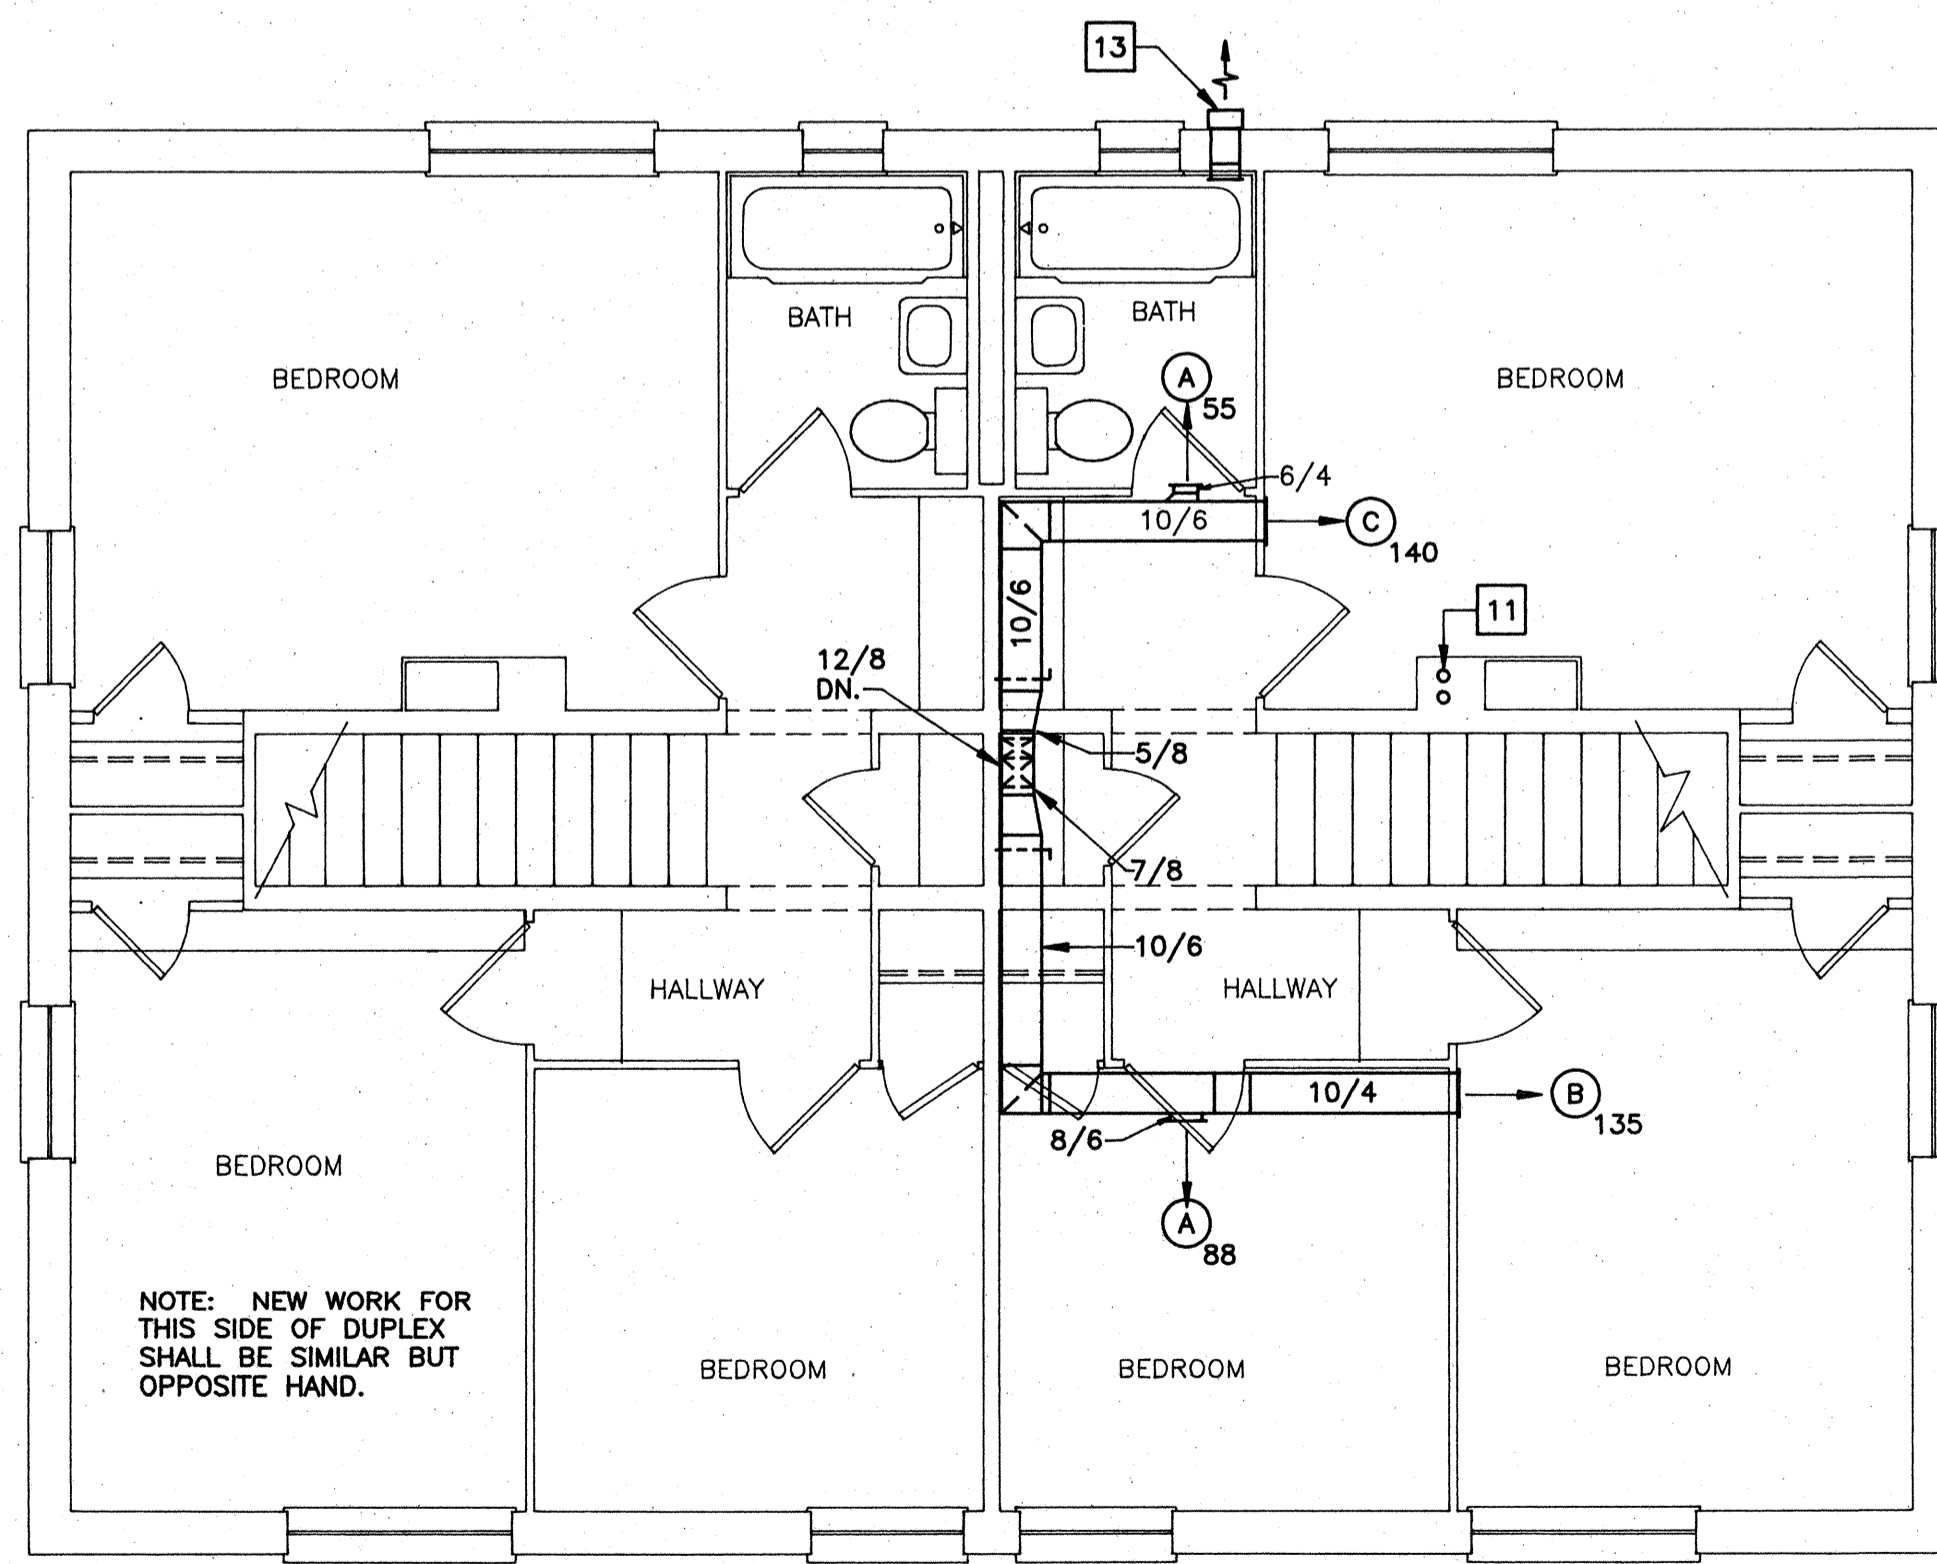 13
BATH
BATH
BEDROOM
BEDROOM
A
55
6/4
10/6
C
140
10/6
11
12/8
DN.
5/8
7/8
10/6
HALLWAY
HALLWAY
10/4
B
135
8/6
BEDROOM
A
88
NOTE: NEW WORK FOR
THIS SIDE OF DUPLEX
SHALL BE SIMILAR BUT
OPPOSITE HAND.
BEDROOM
BEDROOM
BEDROOM